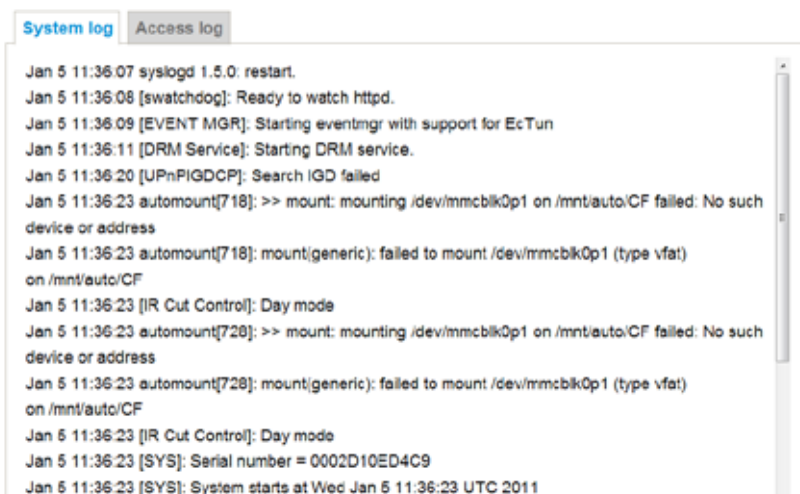 System log
Access log
Jan 5 11:36:07 syslogd 1.5.0: restart.
Jan 5 11:36:08 [swatchdog]: Ready to watch httpd.
Jan 5 11:36:09 [EVENT MGR]: Starting eventmgr with support for EcTun
Jan 5 11:36:11 [DRM Service]: Starting DRM service.
Jan 5 11:36:20 [UPnPIGDCP]: Search IGD failed
Jan 5 11:36:23 automount[718]: >> mount: mounting /dev/mmcblk0p1 on /mnt/auto/CF failed: No such
device or address
Jan 5 11:36:23 automount[718]: mount(generic): failed to mount /dev/mmcblk0p1 (type vfat)
on /mnt/auto/CF
Jan 5 11:36:23 [IR Cut Control]: Day mode
Jan 5 11:36:23 automount[728]: >> mount: mounting /dev/mmcblk0p1 on /mnt/auto/CF failed: No such
device or address
Jan 5 11:36:23 automount[728]: mount(generic): failed to mount /dev/mmcblk0p1 (type vfat)
on /mnt/auto/CF
Jan 5 11:36:23 [IR Cut Control]: Day mode
Jan 5 11:36:23 [SYS]: Serial number = 0002D10ED4C9
Jan 5 11:36:23 [SYS]: System starts at Wed Jan 5 11:36:23 UTC 2011